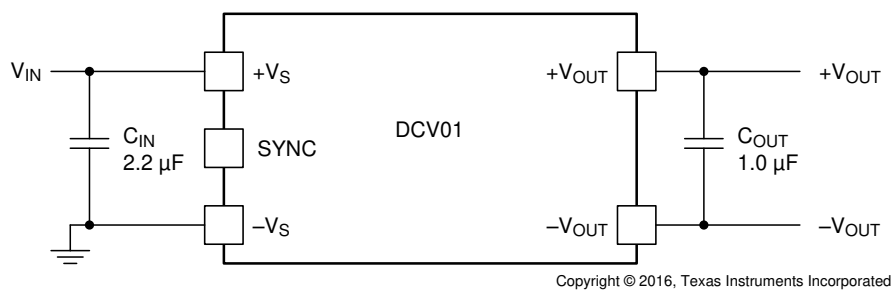 V_IN
+V_S
+V_OUT
+V_OUT
C_IN
2.2 μF
SYNC
DCV01
C_OUT
1.0 μF
–V_S
–V_OUT
–V_OUT
Copyright © 2016, Texas Instruments Incorporated